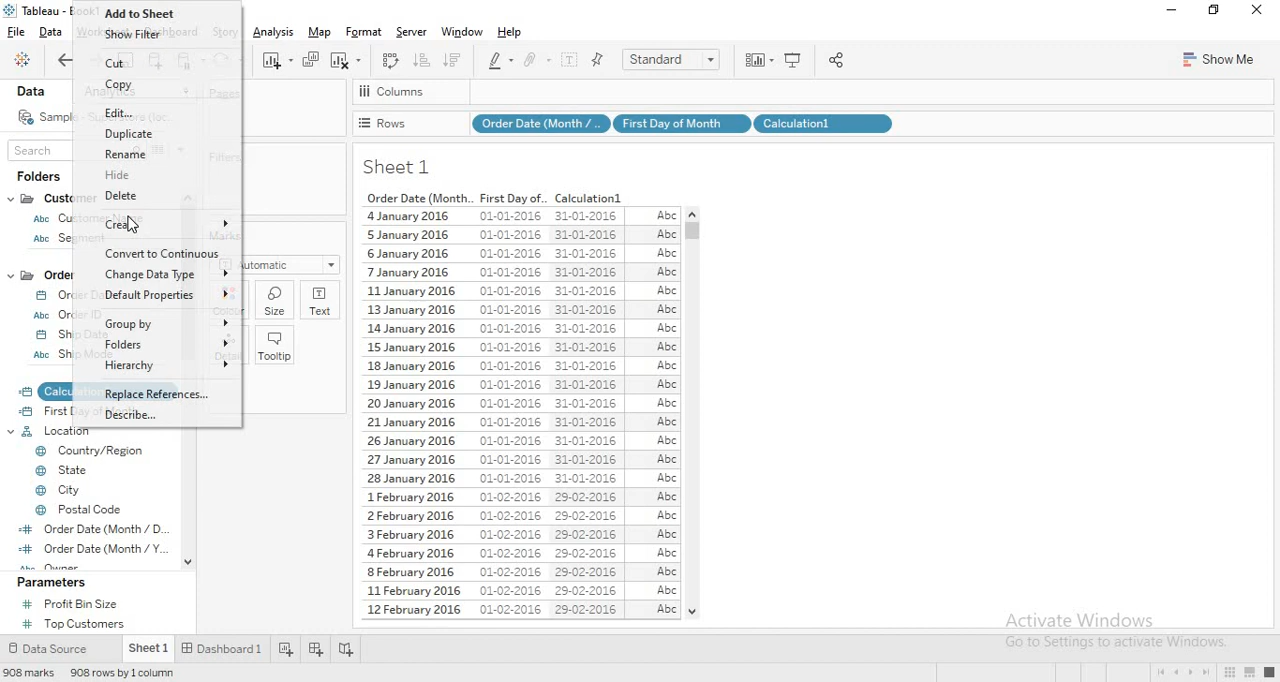 Tableau - Book1
File Data Worksheet Dashboard Story Analysis Map Format Server Window Help
Add to Sheet
Show Filter
Cut
Copy
Edit...
Duplicate
Rename
Hide
Delete
Create
Convert to Continuous
Change Data Type
Default Properties
Group by
Folders
Hierarchy
Replace References...
Describe...
Standard
Show Me
Data Analytics
Search
Folders
Customer
Abc Customer Name
Abc Segment
Order
Order Da
Abc Order ID
Ship Date
Abc Ship Mode
First Day of Month
Location
Country/Region
State
City
Postal Code
Order Date (Month / D...
Order Date (Month / Y...
Parameters
# Profit Bin Size
# Top Customers
Pages
Filters
Marks
Automatic
Colour Size Text
Detail Tooltip
Columns
Rows Order Date (Month / .. First Day of Month Calculation1
Sheet 1
Order Date (Month.. First Day of.. Calculation1
4 January 2016 01-01-2016 31-01-2016 Abc
5 January 2016 01-01-2016 31-01-2016 Abc
6 January 2016 01-01-2016 31-01-2016 Abc
7 January 2016 01-01-2016 31-01-2016 Abc
11 January 2016 01-01-2016 31-01-2016 Abc
13 January 2016 01-01-2016 31-01-2016 Abc
14 January 2016 01-01-2016 31-01-2016 Abc
15 January 2016 01-01-2016 31-01-2016 Abc
18 January 2016 01-01-2016 31-01-2016 Abc
19 January 2016 01-01-2016 31-01-2016 Abc
20 January 2016 01-01-2016 31-01-2016 Abc
21 January 2016 01-01-2016 31-01-2016 Abc
26 January 2016 01-01-2016 31-01-2016 Abc
27 January 2016 01-01-2016 31-01-2016 Abc
28 January 2016 01-01-2016 31-01-2016 Abc
1 February 2016 01-02-2016 29-02-2016 Abc
2 February 2016 01-02-2016 29-02-2016 Abc
3 February 2016 01-02-2016 29-02-2016 Abc
4 February 2016 01-02-2016 29-02-2016 Abc
8 February 2016 01-02-2016 29-02-2016 Abc
11 February 2016 01-02-2016 29-02-2016 Abc
12 February 2016 01-02-2016 29-02-2016 Abc
Activate Windows
Go to Settings to activate Windows.
Data Source Sheet 1 Dashboard 1
908 marks 908 rows by 1 column